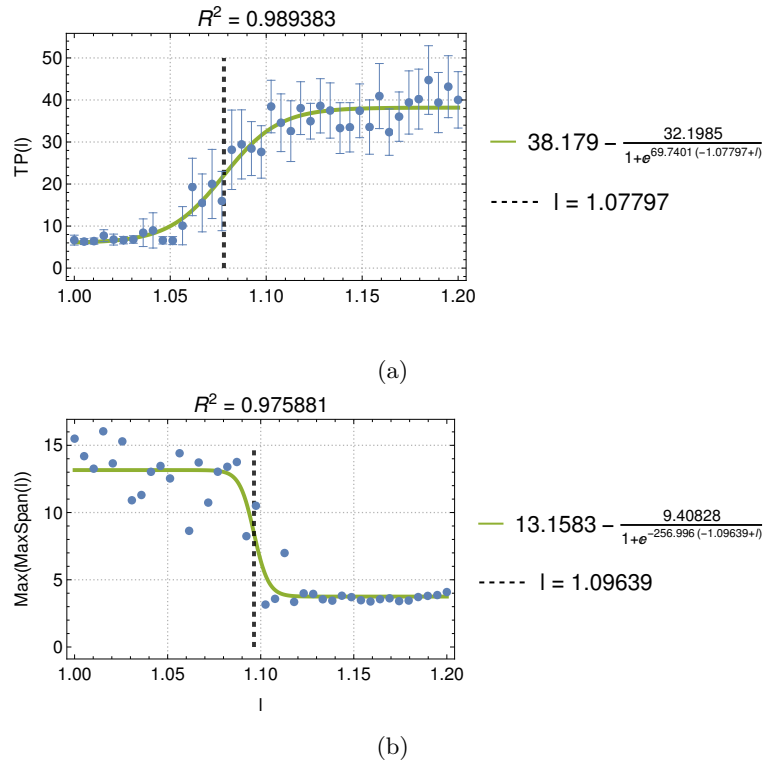 R² = 0.989383
TP(l)
50
40
30
20
10
0
1.00 1.05 1.10 1.15 1.20
38.179 − 32.1985 / 1+e^69.7401 (-1.07797+l)
l = 1.07797
(a)
R² = 0.975881
Max(MaxSpan(l))
15
10
5
0
1.00 1.05 1.10 1.15 1.20
l
13.1583 − 9.40828 / 1+e^-256.996 (-1.09639+l)
l = 1.09639
(b)